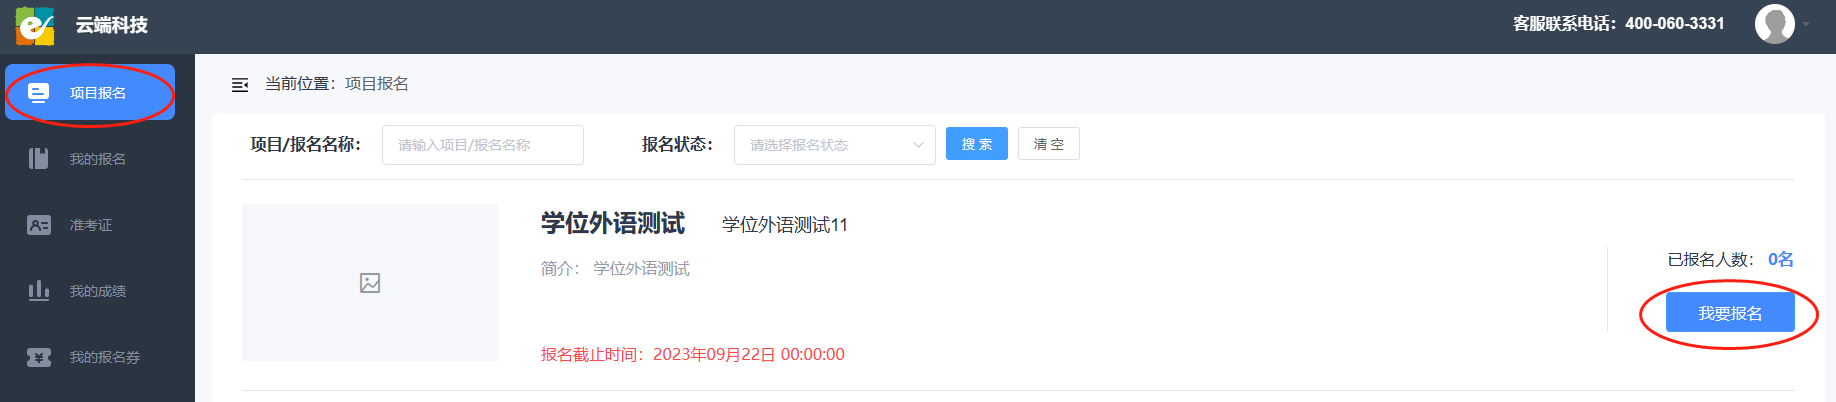 云端科技
客服联系电话：400-060-3331
项目报名
我的报名
准考证
我的成绩
我的报名券
当前位置：项目报名
项目/报名名称： 请输入项目/报名名称 报名状态： 请选择报名状态 搜 索 清 空
学位外语测试 学位外语测试11
简介： 学位外语测试
已报名人数： 0名
我要报名
报名截止时间：2023年09月22日 00:00:00